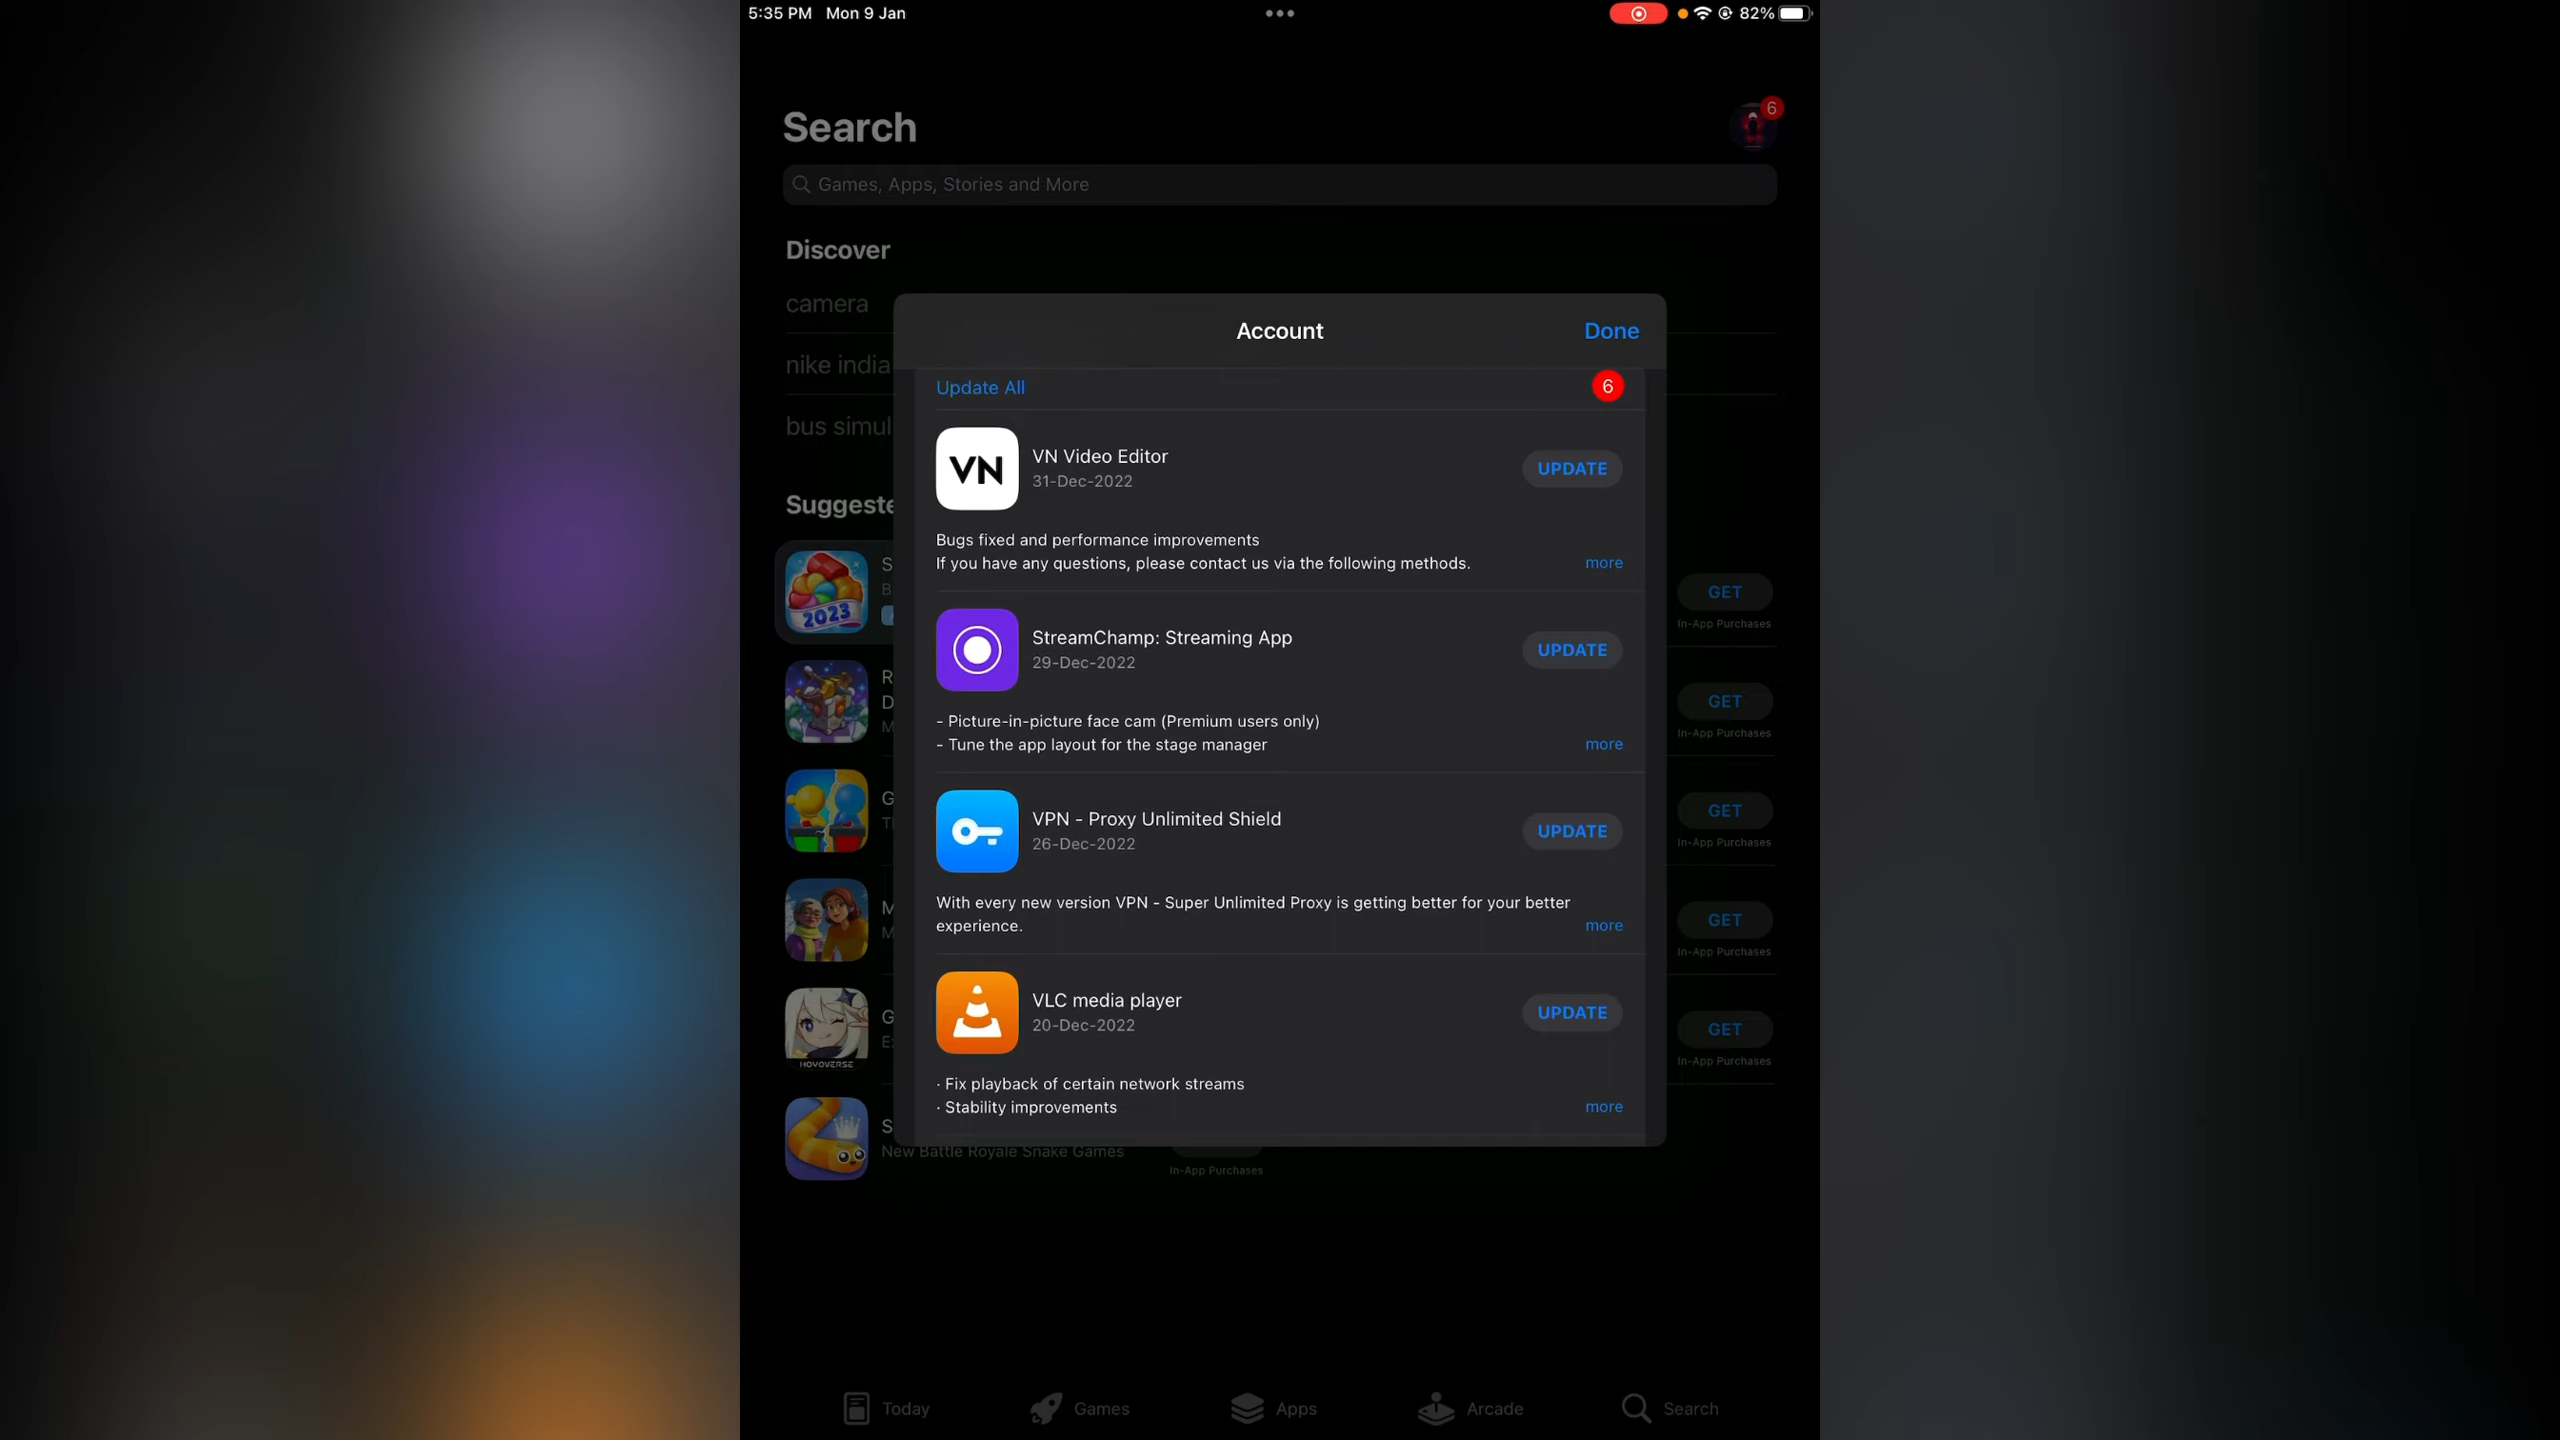 5:35 PM Mon 9 Jan
82%
Search
6
Games, Apps, Stories and More
Discover
camera
nike india
bus simul
Account
Done
Update All
6
VN
VN Video Editor
31-Dec-2022
UPDATE
Bugs fixed and performance improvements
If you have any questions, please contact us via the following methods.
more
StreamChamp: Streaming App
29-Dec-2022
UPDATE
- Picture-in-picture face cam (Premium users only)
- Tune the app layout for the stage manager
more
VPN - Proxy Unlimited Shield
26-Dec-2022
UPDATE
With every new version VPN - Super Unlimited Proxy is getting better for your better
experience.
more
VLC media player
20-Dec-2022
UPDATE
· Fix playback of certain network streams
· Stability improvements
more
Suggeste
2023
S
B
GET
In-App Purchases
R
D
M
GET
In-App Purchases
G
T
GET
In-App Purchases
M
M
GET
In-App Purchases
HOYOVERSE
G
E
GET
In-App Purchases
S
New Battle Royale Snake Games
In-App Purchases
Today
Games
Apps
Arcade
Search